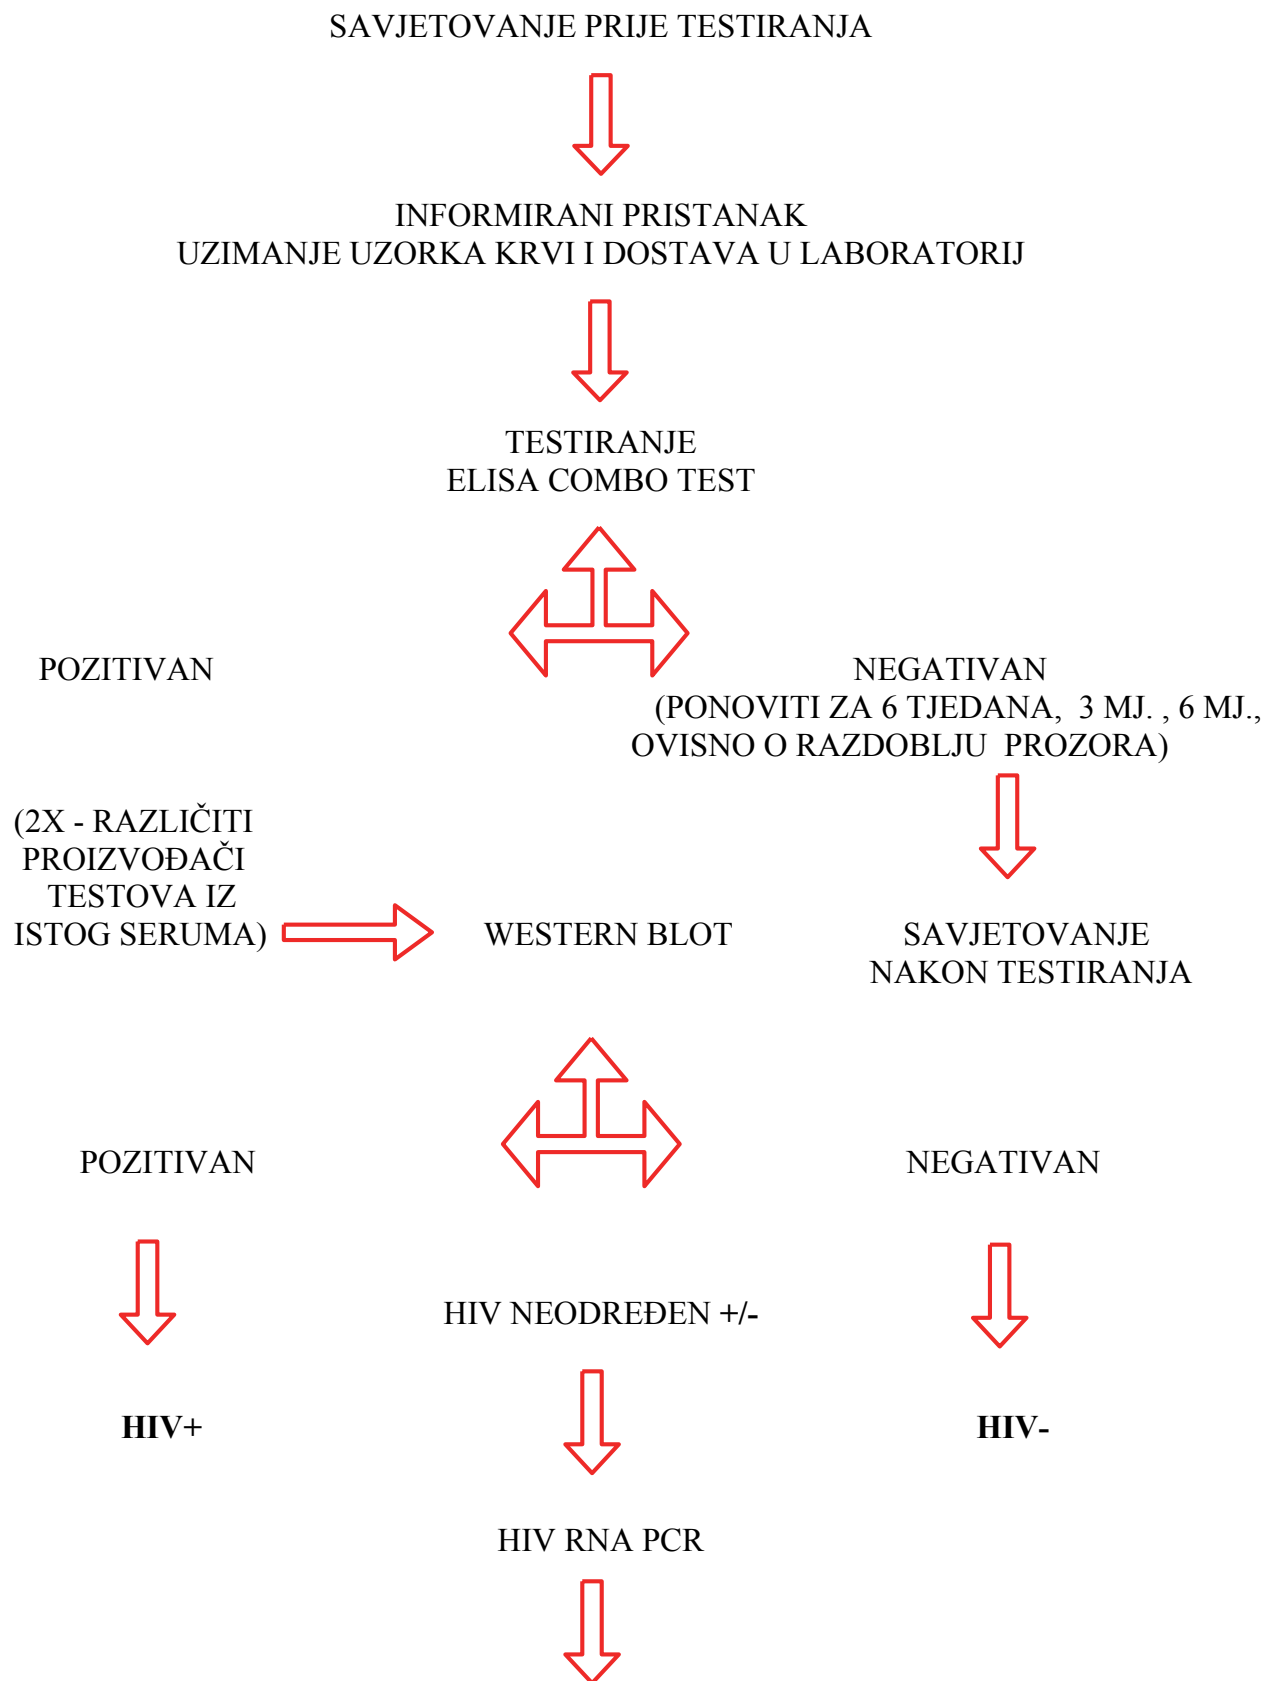 SAVJETOVANJE PRIJE TESTIRANJA
INFORMIRANI PRISTANAK
UZIMANJE UZORKA KRVI I DOSTAVA U LABORATORIJ
TESTIRANJE
ELISA COMBO TEST
POZITIVAN
NEGATIVAN
(PONOVITI ZA 6 TJEDANA, 3 MJ. , 6 MJ.,
OVISNO O RAZDOBLJU PROZORA)
(2X - RAZLIČITI
PROIZVOĐAČI
TESTOVA IZ
ISTOG SERUMA)
WESTERN BLOT
SAVJETOVANJE
NAKON TESTIRANJA
POZITIVAN
NEGATIVAN
HIV NEODREĐEN +/-
HIV+
HIV-
HIV RNA PCR